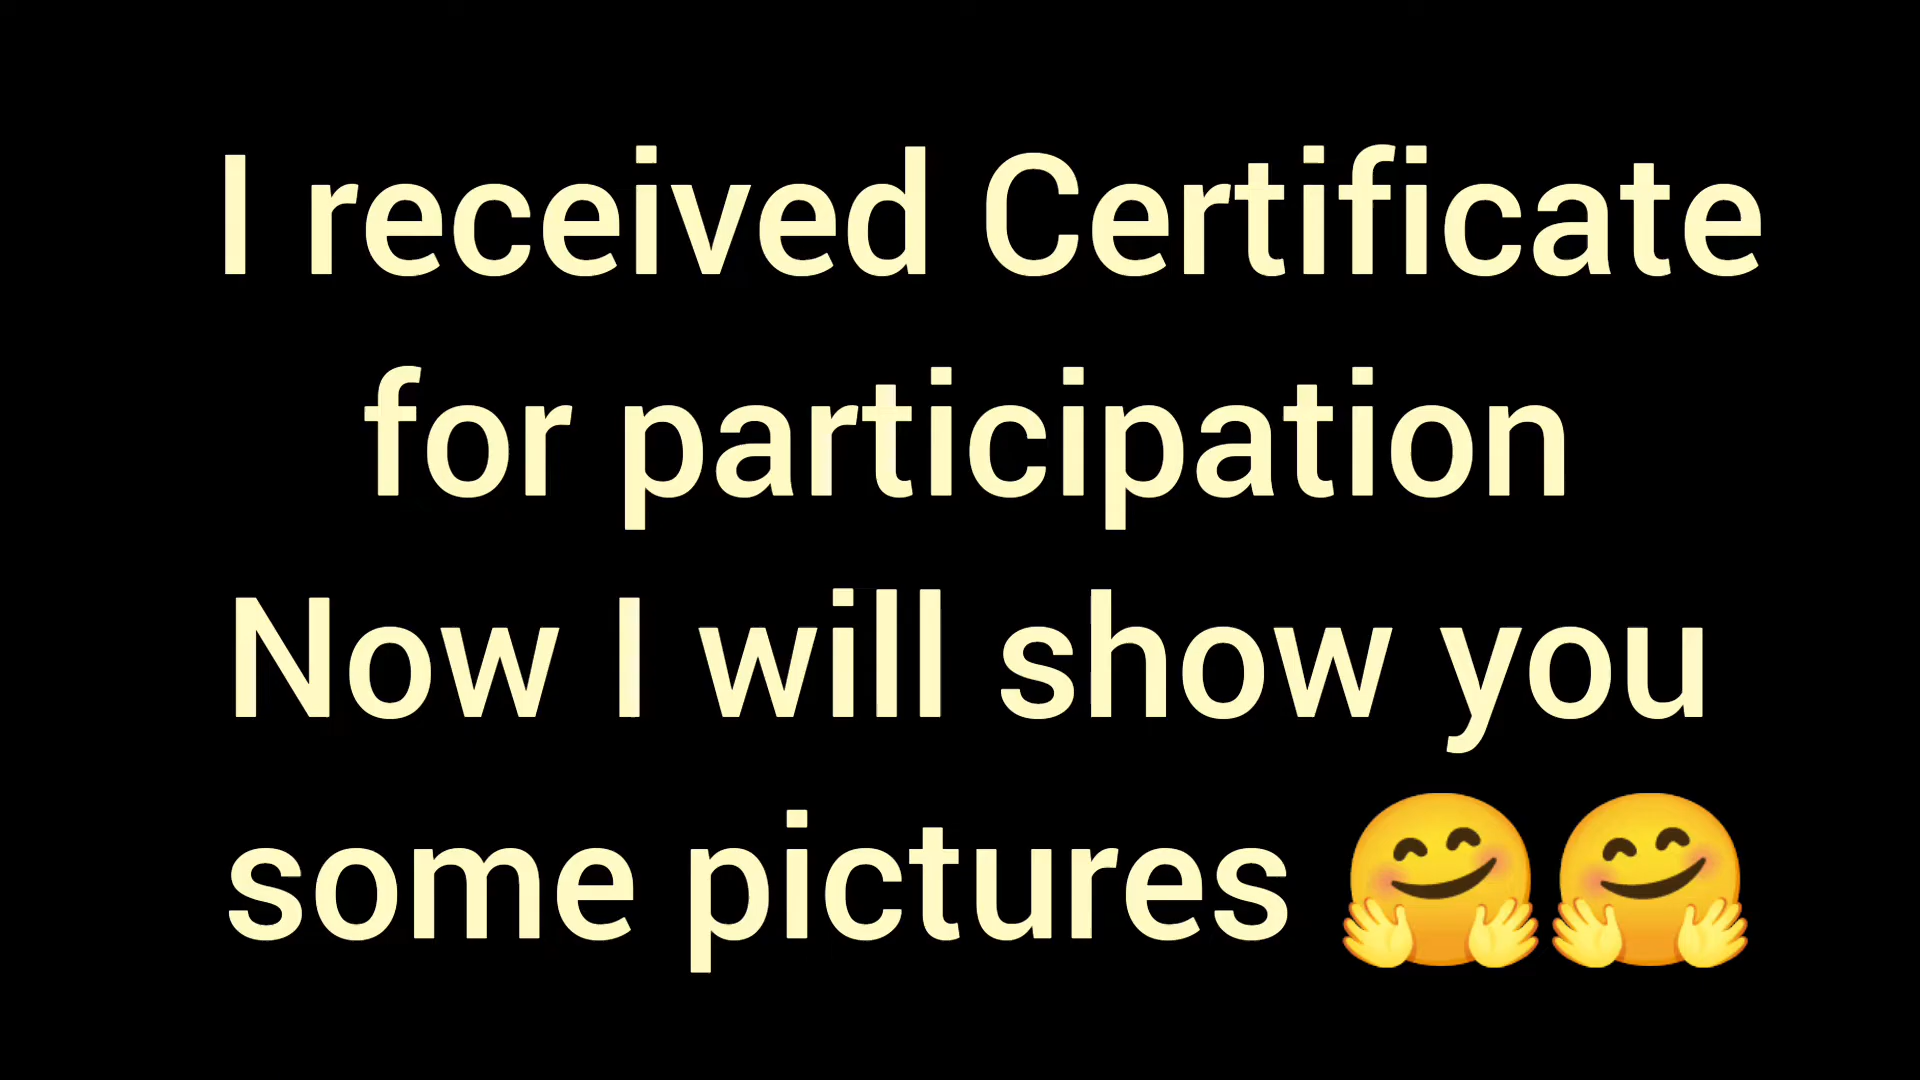 I received Certificate
for participation
Now I will show you
some pictures 🤗🤗